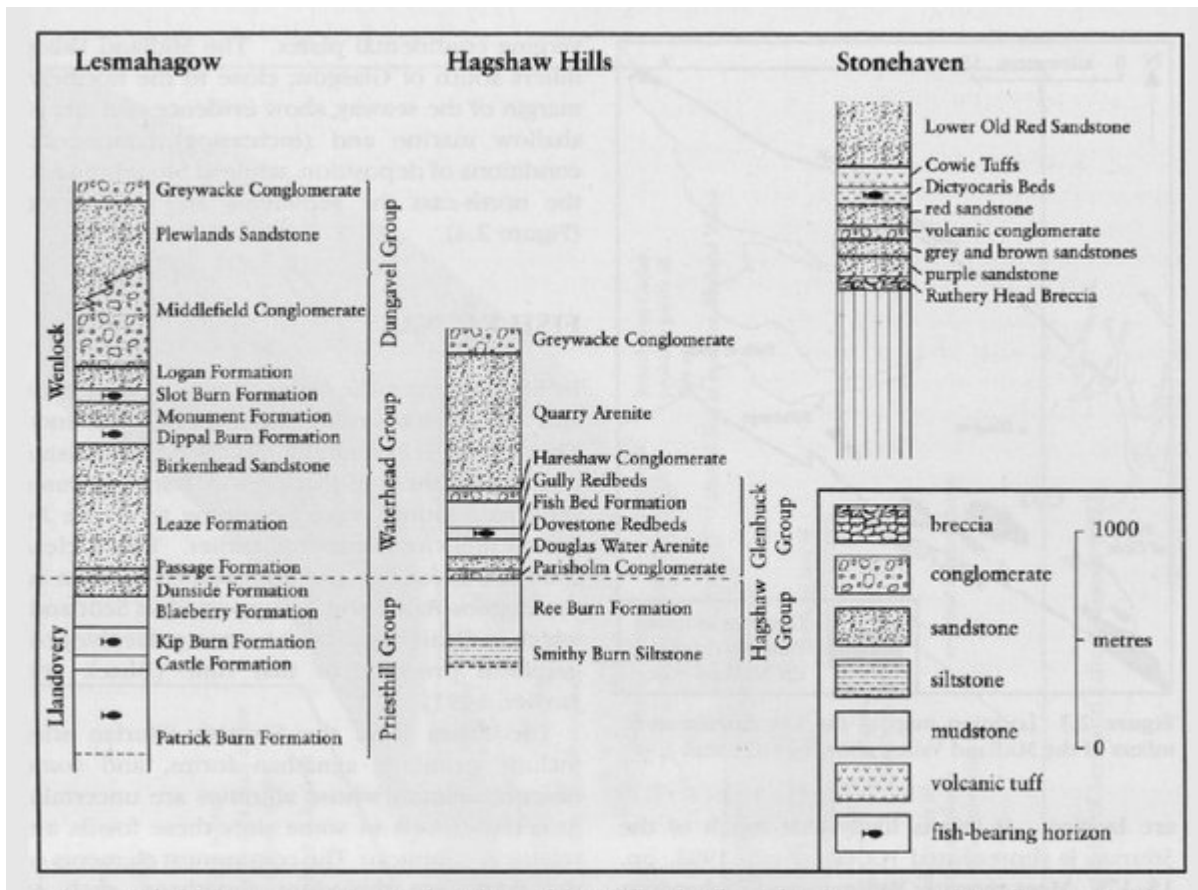 Lesmahagow
Greywacke Conglomerate
Plewlands Sandstone
Middlefield Conglomerate
Logan Formation
Slot Burn Formation
Monument Formation
Dippal Burn Formation
Birkenhead Sandstone
Leaze Formation
Passage Formation
Dunside Formation
Blaeberry Formation
Kip Burn Formation
Castle Formation
Patrick Burn Formation
Wenlock
Llandovery
Dungavel Group
Waterhead Group
Priesthill Group
Hagshaw Hills
Greywacke Conglomerate
Quarry Arenite
Hareshaw Conglomerate
Gully Redbeds
Fish Bed Formation
Dovestone Redbeds
Douglas Water Arenite
Parisholm Conglomerate
Ree Burn Formation
Smithy Burn Siltstone
Glenbuck
Group
Hagshaw
Group
Stonehaven
Lower Old Red Sandstone
Cowie Tuffs
Dictyocaris Beds
red sandstone
volcanic conglomerate
grey and brown sandstones
purple sandstone
Ruthery Head Breccia
breccia
conglomerate
sandstone
siltstone
mudstone
volcanic tuff
fish-bearing horizon
1000
metres
0